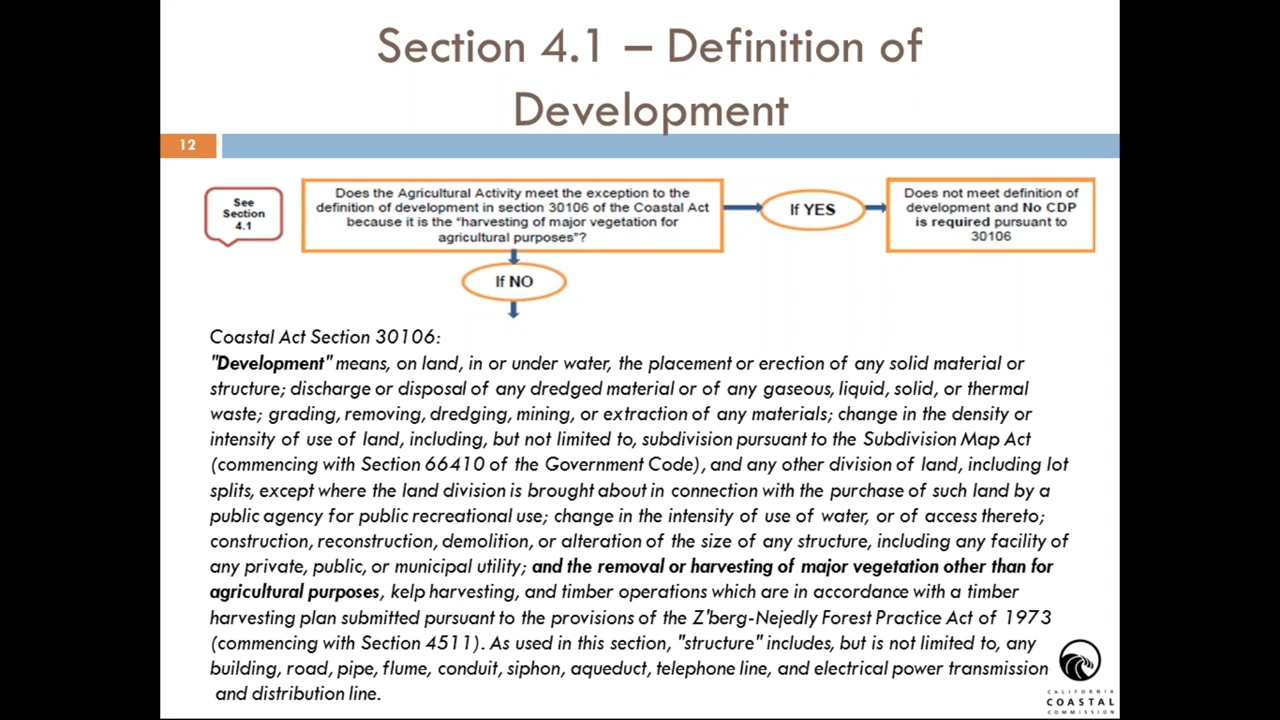 Section 4.1 – Definition of
Development
12
See
Section
4.1
Does the Agricultural Activity meet the exception to the
definition of development in section 30106 of the Coastal Act
because it is the "harvesting of major vegetation for
agricultural purposes"?
If YES
Does not meet definition of
development and No CDP
is required pursuant to
30106
If NO
Coastal Act Section 30106:
"Development" means, on land, in or under water, the placement or erection of any solid material or
structure; discharge or disposal of any dredged material or of any gaseous, liquid, solid, or thermal
waste; grading, removing, dredging, mining, or extraction of any materials; change in the density or
intensity of use of land, including, but not limited to, subdivision pursuant to the Subdivision Map Act
(commencing with Section 66410 of the Government Code), and any other division of land, including lot
splits, except where the land division is brought about in connection with the purchase of such land by a
public agency for public recreational use; change in the intensity of use of water, or of access thereto;
construction, reconstruction, demolition, or alteration of the size of any structure, including any facility of
any private, public, or municipal utility; and the removal or harvesting of major vegetation other than for
agricultural purposes, kelp harvesting, and timber operations which are in accordance with a timber
harvesting plan submitted pursuant to the provisions of the Z'berg-Nejedly Forest Practice Act of 1973
(commencing with Section 4511). As used in this section, "structure" includes, but is not limited to, any
building, road, pipe, flume, conduit, siphon, aqueduct, telephone line, and electrical power transmission
and distribution line.
CALIFORNIA
COASTAL
COMMISSION